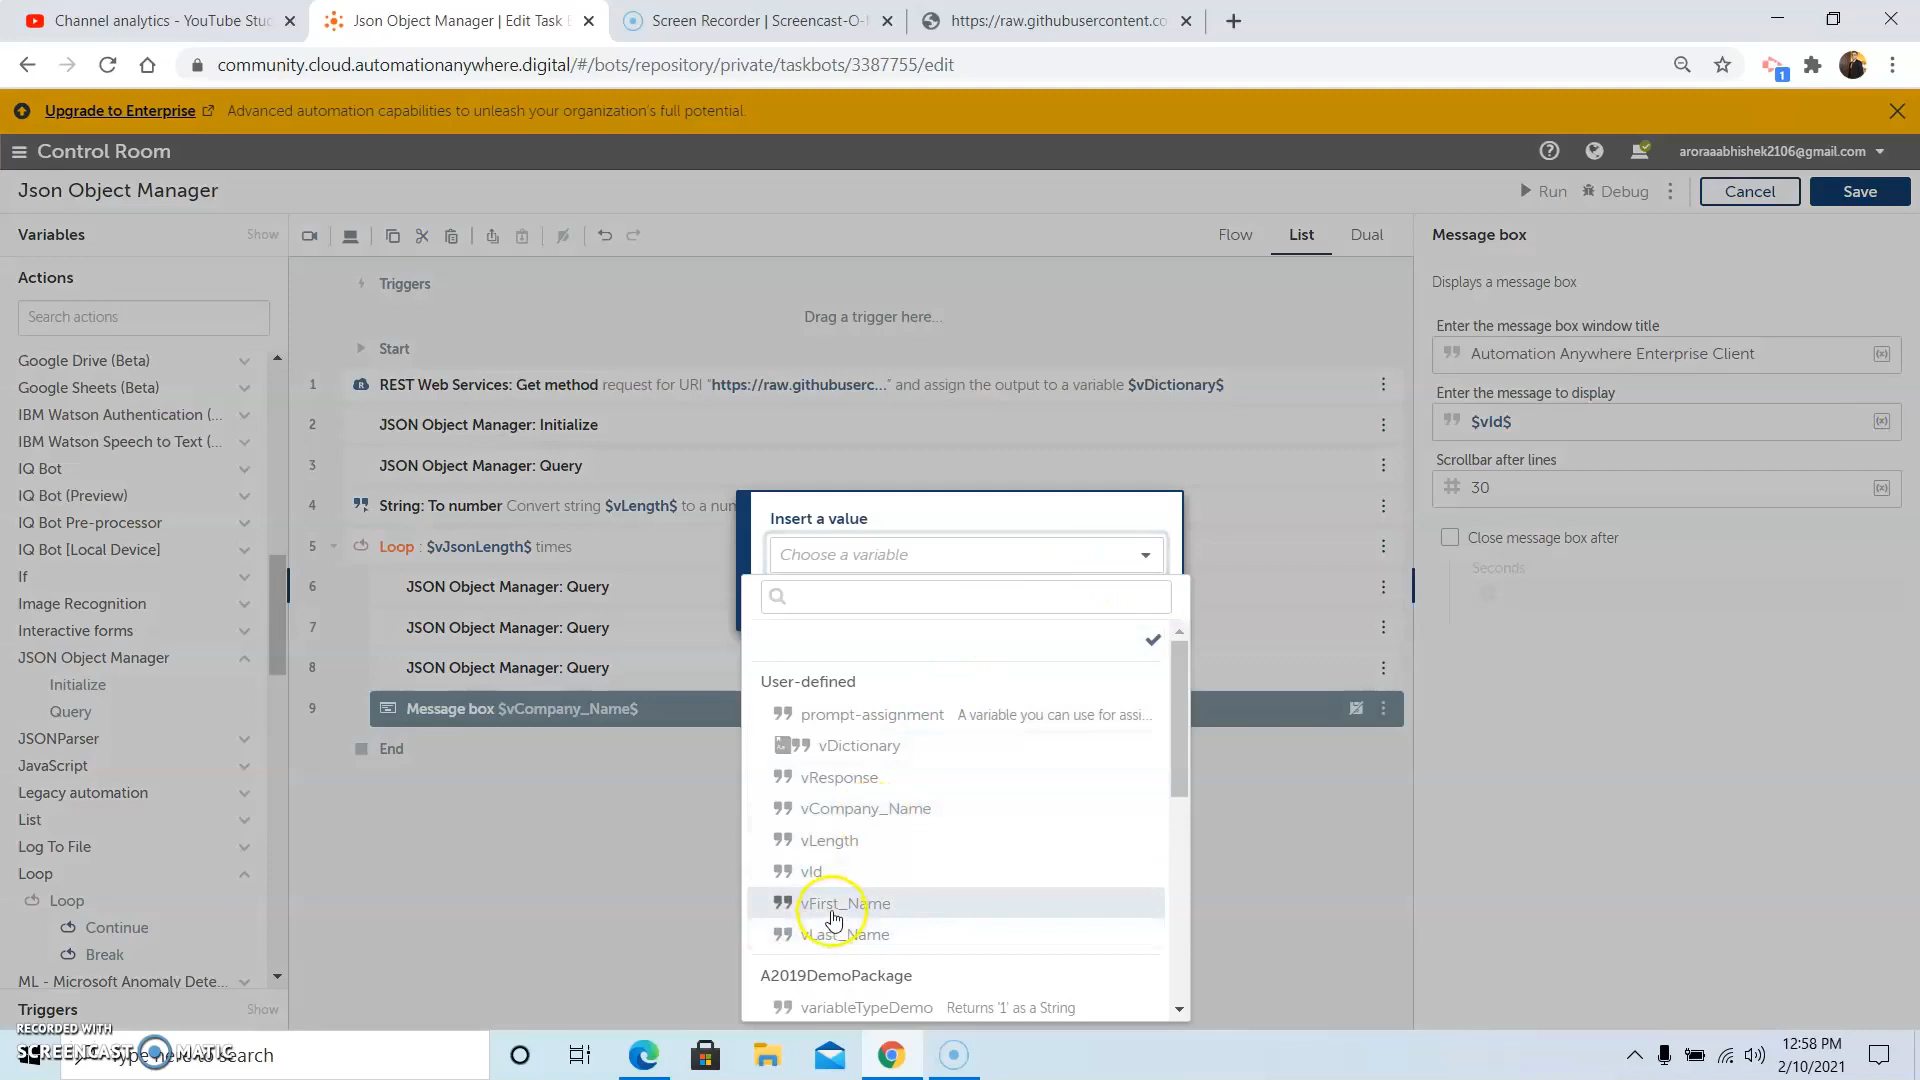 Channel analytics - YouTube Stu
Json Object Manager | Edit Task B
Screen Recorder | Screencast-O-
https://raw.githubusercontent.co
community.cloud.automationanywhere.digital/#/bots/repository/private/taskbots/3387755/edit
1
Upgrade to Enterprise
Advanced automation capabilities to unleash your organization's full potential.
Control Room
aroraaabhishek2106@gmail.com
Json Object Manager
Run
Debug
Cancel
Save
Variables
Show
Flow
List
Dual
Message box
Actions
Search actions
Google Drive (Beta)
Google Sheets (Beta)
IBM Watson Authentication (...
IBM Watson Speech to Text (...
IQ Bot
IQ Bot (Preview)
IQ Bot Pre-processor
IQ Bot [Local Device]
If
Image Recognition
Interactive forms
JSON Object Manager
Initialize
Query
JSONParser
JavaScript
Legacy automation
List
Log To File
Loop
Loop
Continue
Break
ML - Microsoft Anomaly Dete...
Triggers
Show
Triggers
Drag a trigger here...
Start
1 REST Web Services: Get method request for URI "https://raw.githubuserc..." and assign the output to a variable $vDictionary$
2 JSON Object Manager: Initialize
3 JSON Object Manager: Query
4 String: To number Convert string $vLength$ to a num
5 Loop : $vJsonLength$ times
6 JSON Object Manager: Query
7 JSON Object Manager: Query
8 JSON Object Manager: Query
9 Message box $vCompany_Name$
End
Insert a value
Choose a variable
User-defined
prompt-assignment A variable you can use for assi...
vDictionary
vResponse
vCompany_Name
vLength
vId
vFirst_Name
vLast_Name
A2019DemoPackage
variableTypeDemo Returns '1' as a String
Displays a message box
Enter the message box window title
Automation Anywhere Enterprise Client
Enter the message to display
$vId$
Scrollbar after lines
30
Close message box after
Seconds
RECORDED WITH
SCREENCAST MATIC
Type here to search
12:58 PM
2/10/2021